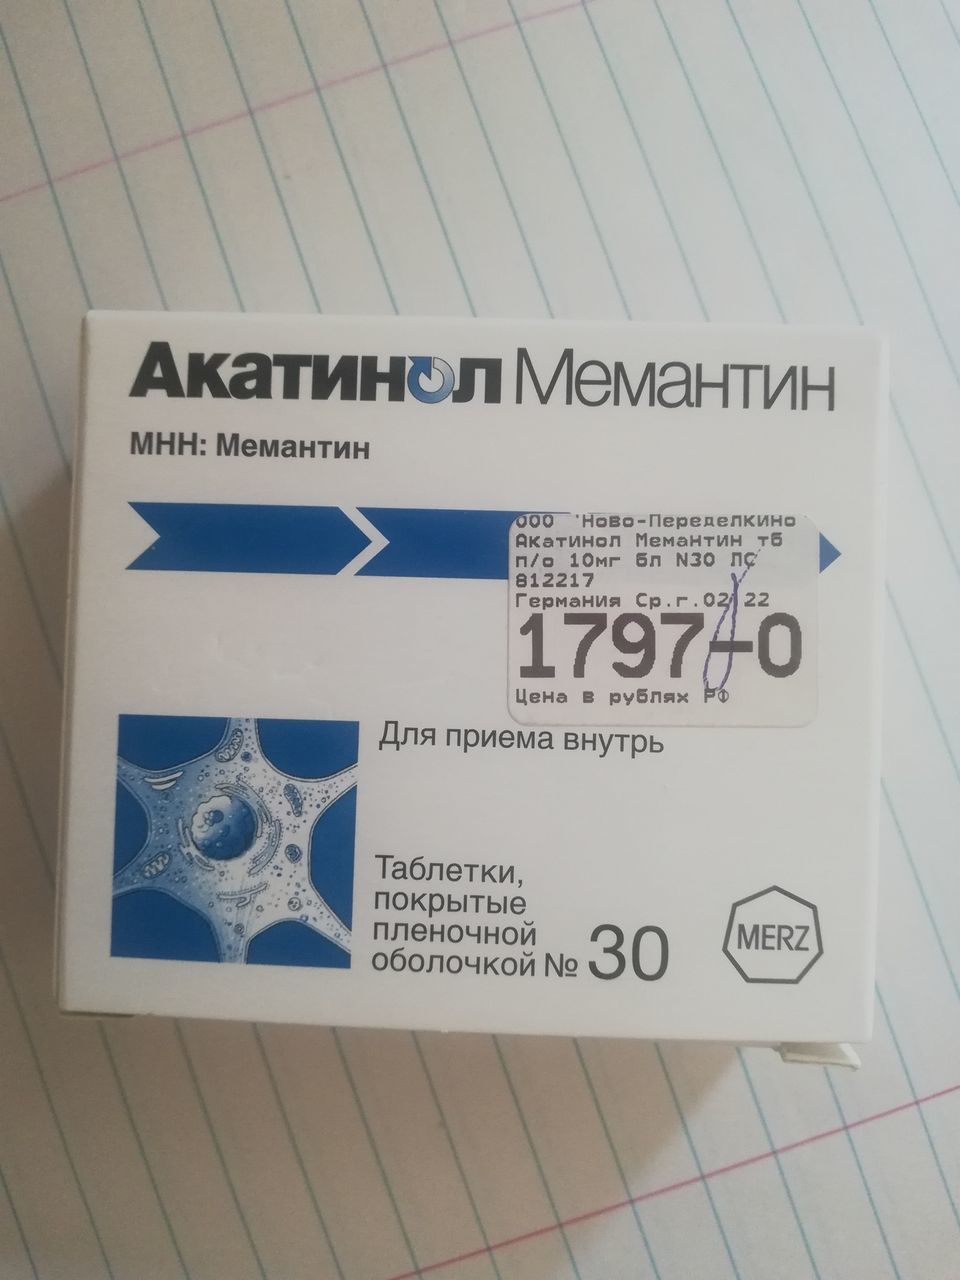 Акатинол Мемантин
МНН: Мемантин
ООО "Ново-Переделкино
Акатинол Мемантин тб
п/о 10мг бл N30 ЛС
812217
Германия Ср.г.02 22
1797-0
Цена в рублях РФ
Для приема внутрь
Таблетки,
покрытые
пленочной
оболочкой № 30
MERZ